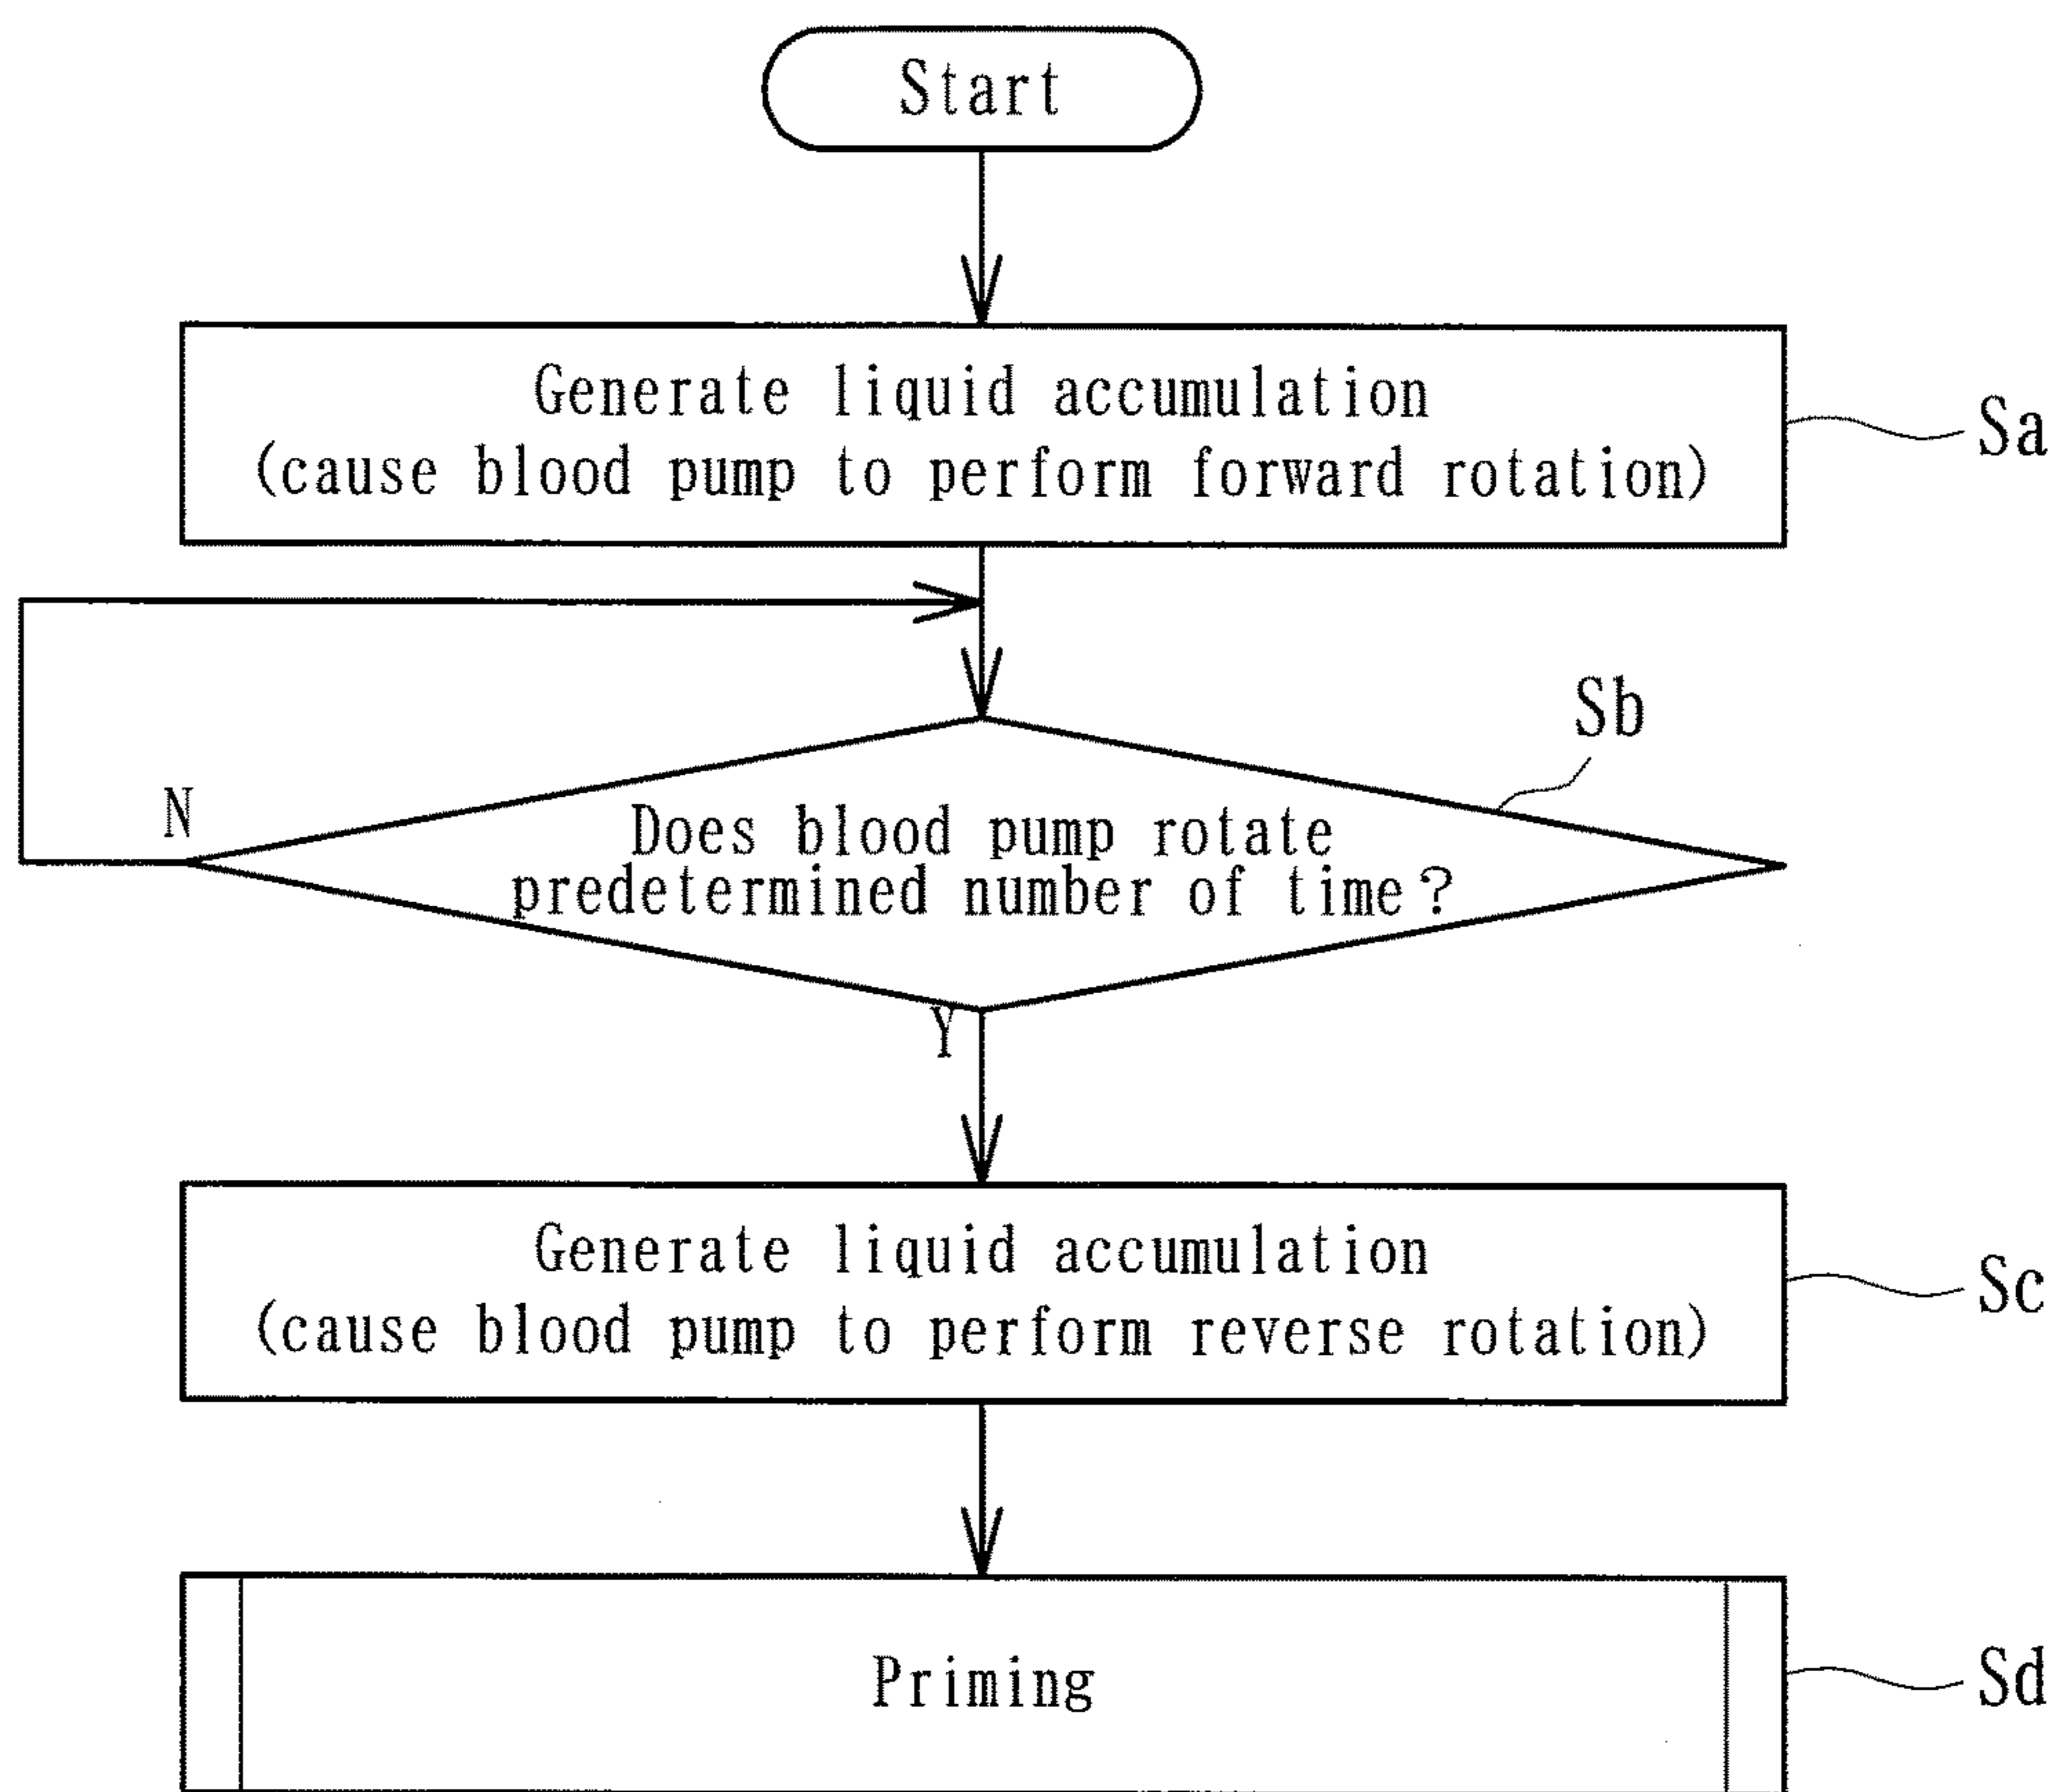 Start
Generate liquid accumulation
(cause blood pump to perform forward rotation)
Sa
Sb
N
Does blood pump rotate
predetermined number of time?
Y
Generate liquid accumulation
(cause blood pump to perform reverse rotation)
Sc
Priming
Sd